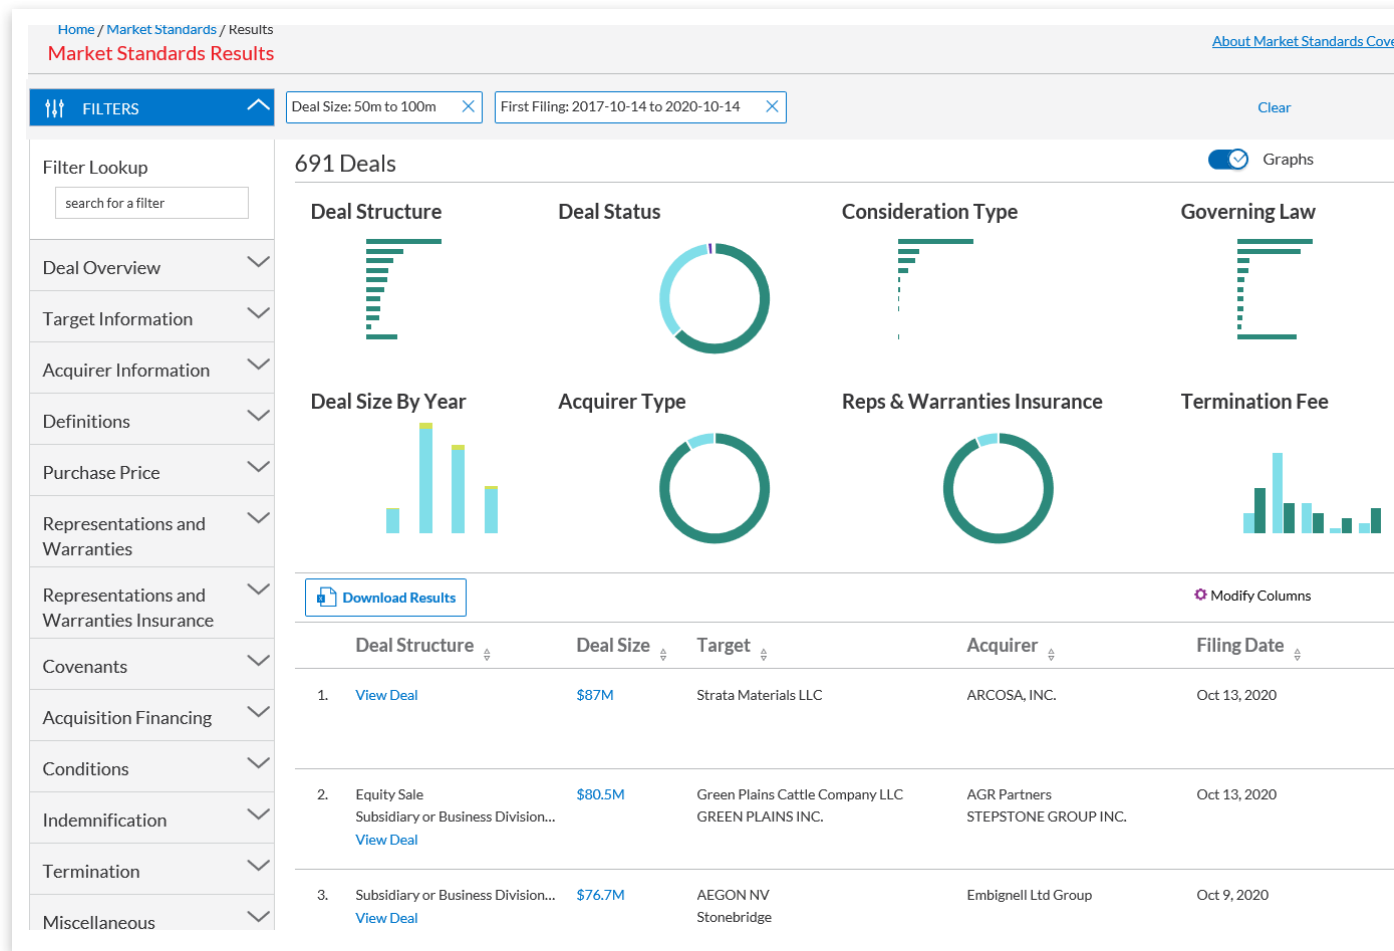 Home / Market Standards / Results
Market Standards Results
About Market Standards Cove
FILTERS
Deal Size: 50m to 100m
First Filing: 2017-10-14 to 2020-10-14
Clear
Filter Lookup
search for a filter
Deal Overview
Target Information
Acquirer Information
Definitions
Purchase Price
Representations and
Warranties
Representations and
Warranties Insurance
Covenants
Acquisition Financing
Conditions
Indemnification
Termination
Miscellaneous
691 Deals
Graphs
Deal Structure
Deal Status
Consideration Type
Governing Law
Deal Size By Year
Acquirer Type
Reps & Warranties Insurance
Termination Fee
Download Results
Modify Columns
Deal Structure Deal Size Target Acquirer Filing Date
1. View Deal $87M Strata Materials LLC ARCOSA, INC. Oct 13, 2020
2. Equity Sale $80.5M Green Plains Cattle Company LLC AGR Partners Oct 13, 2020
Subsidiary or Business Division... GREEN PLAINS INC. STEPSTONE GROUP INC.
View Deal
3. Subsidiary or Business Division... $76.7M AEGON NV Embignell Ltd Group Oct 9, 2020
View Deal Stonebridge